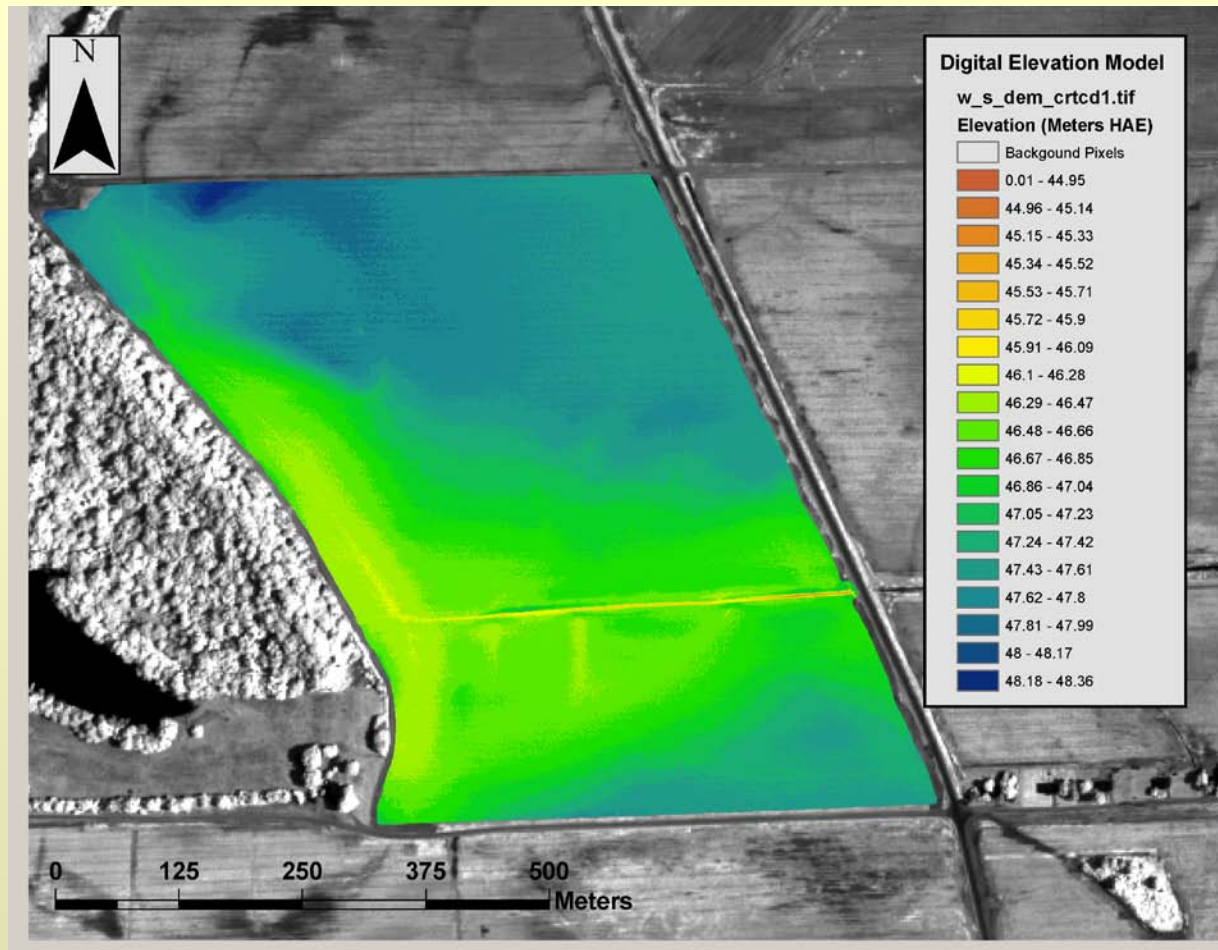 N
Digital Elevation Model
w_s_dem_crtcd1.tif
Elevation (Meters HAE)
Backgound Pixels
0.01 - 44.95
44.96 - 45.14
45.15 - 45.33
45.34 - 45.52
45.53 - 45.71
45.72 - 45.9
45.91 - 46.09
46.1 - 46.28
46.29 - 46.47
46.48 - 46.66
46.67 - 46.85
46.86 - 47.04
47.05 - 47.23
47.24 - 47.42
47.43 - 47.61
47.62 - 47.8
47.81 - 47.99
48 - 48.17
48.18 - 48.36
0 125 250 375 500
Meters